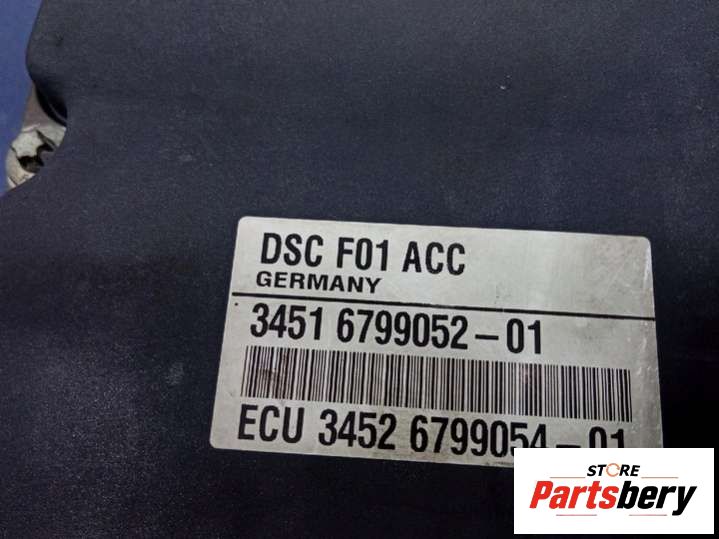 DSC F01 ACC
GERMANY
3451 6799052-01
ECU 3452 6799054-01
STORE
Partsbery